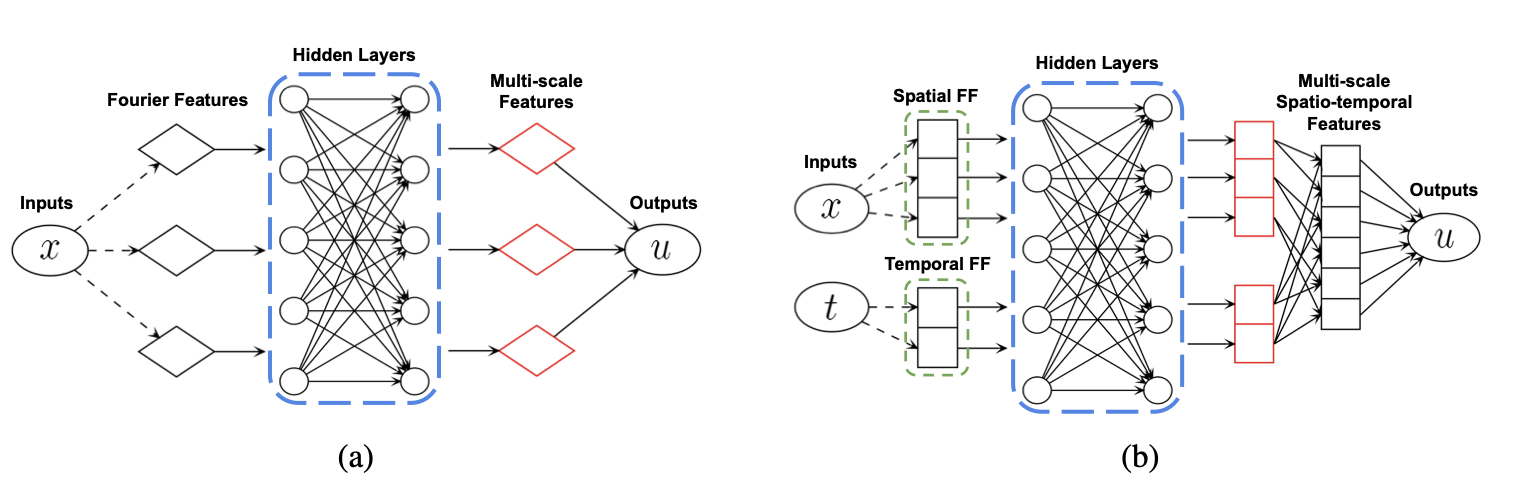 Hidden Layers
Multi-scale
Features
Fourier Features
Inputs
x
Outputs
u
(a)
Hidden Layers
Multi-scale
Spatio-temporal
Features
Spatial FF
Inputs
x
Temporal FF
t
Outputs
u
(b)